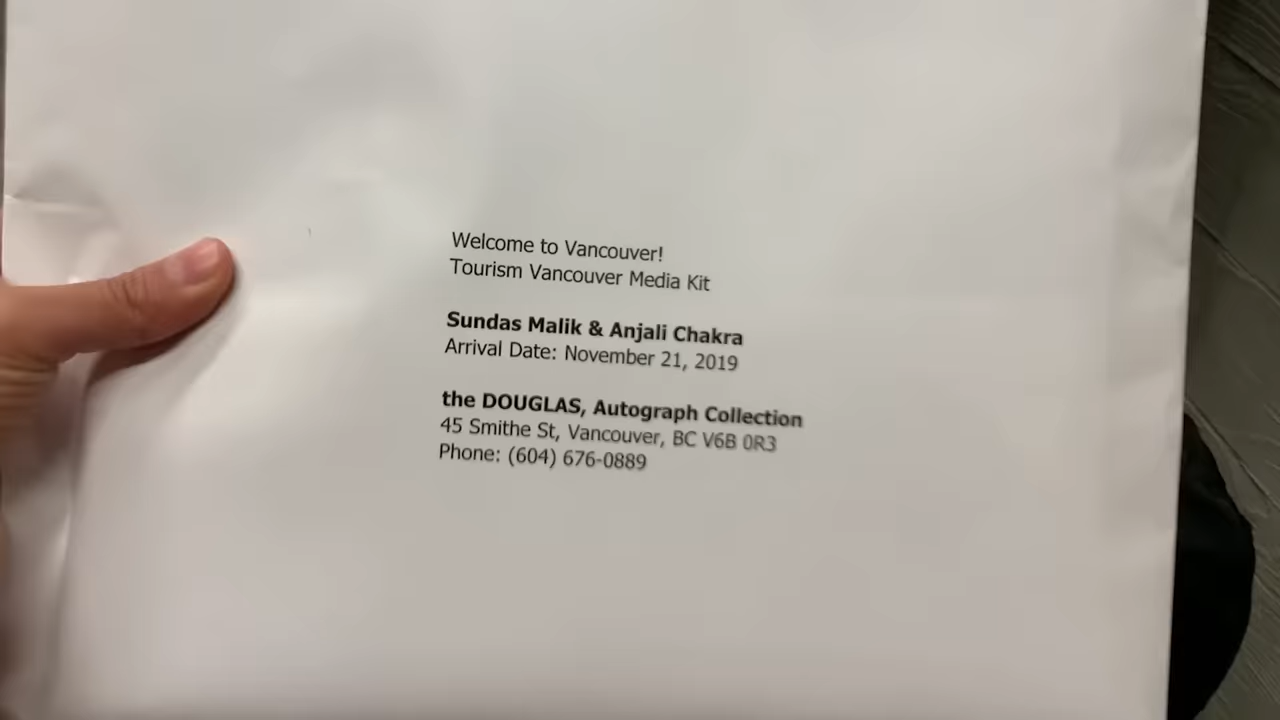 Welcome to Vancouver!
Tourism Vancouver Media Kit
Sundas Malik & Anjali Chakra
Arrival Date: November 21, 2019
the DOUGLAS, Autograph Collection
45 Smithe St, Vancouver, BC V6B 0R3
Phone: (604) 676-0889